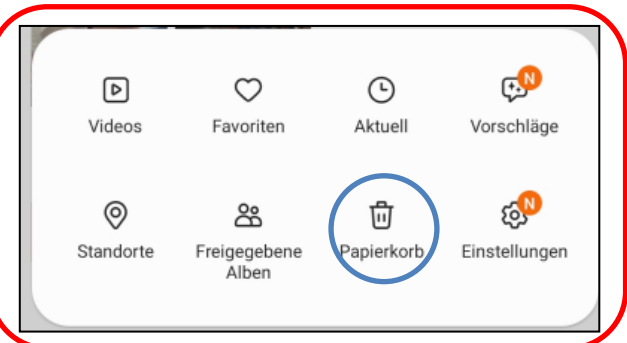 Videos
Favoriten
Aktuell
N
Vorschläge
Standorte
Freigegebene
Alben
Papierkorb
N
Einstellungen